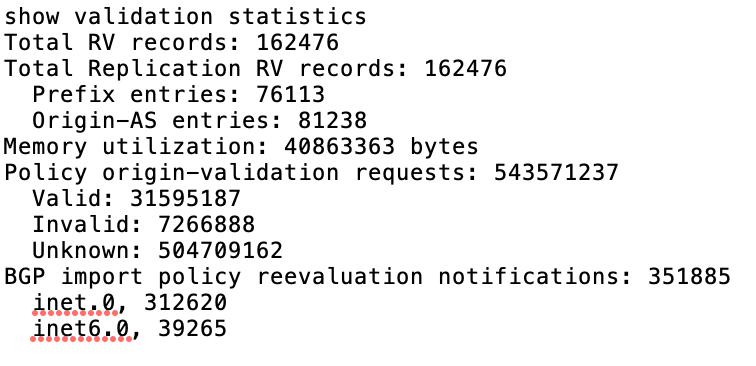 show validation statistics
Total RV records: 162476
Total Replication RV records: 162476
  Prefix entries: 76113
  Origin-AS entries: 81238
Memory utilization: 40863363 bytes
Policy origin-validation requests: 543571237
  Valid: 31595187
  Invalid: 7266888
  Unknown: 504709162
BGP import policy reevaluation notifications: 351885
  inet.0, 312620
  inet6.0, 39265